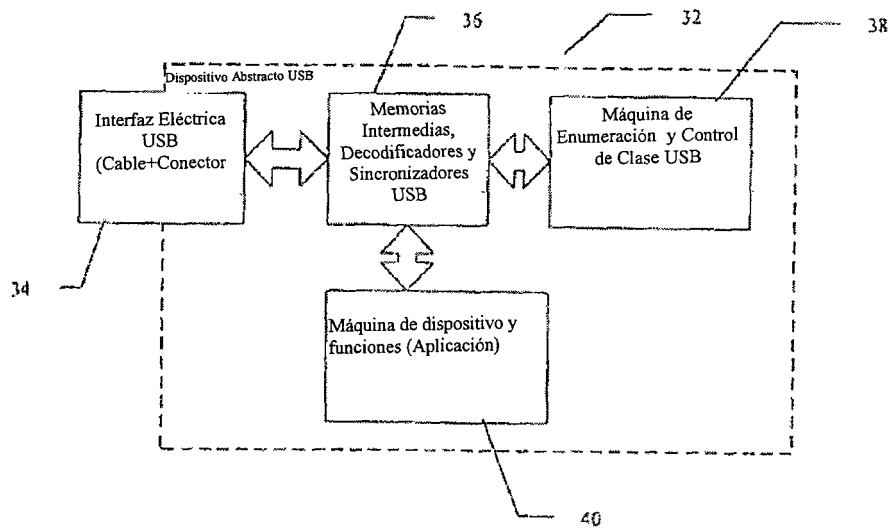 36
32
38
Dispositivo Abstracto USB
Interfaz Eléctrica
USB
(Cable+Conector
Memorias
Intermedias,
Decodificadores y
Sincronizadores
USB
Máquina de
Enumeración y Control
de Clase USB
34
Máquina de dispositivo y
funciones (Aplicación)
40